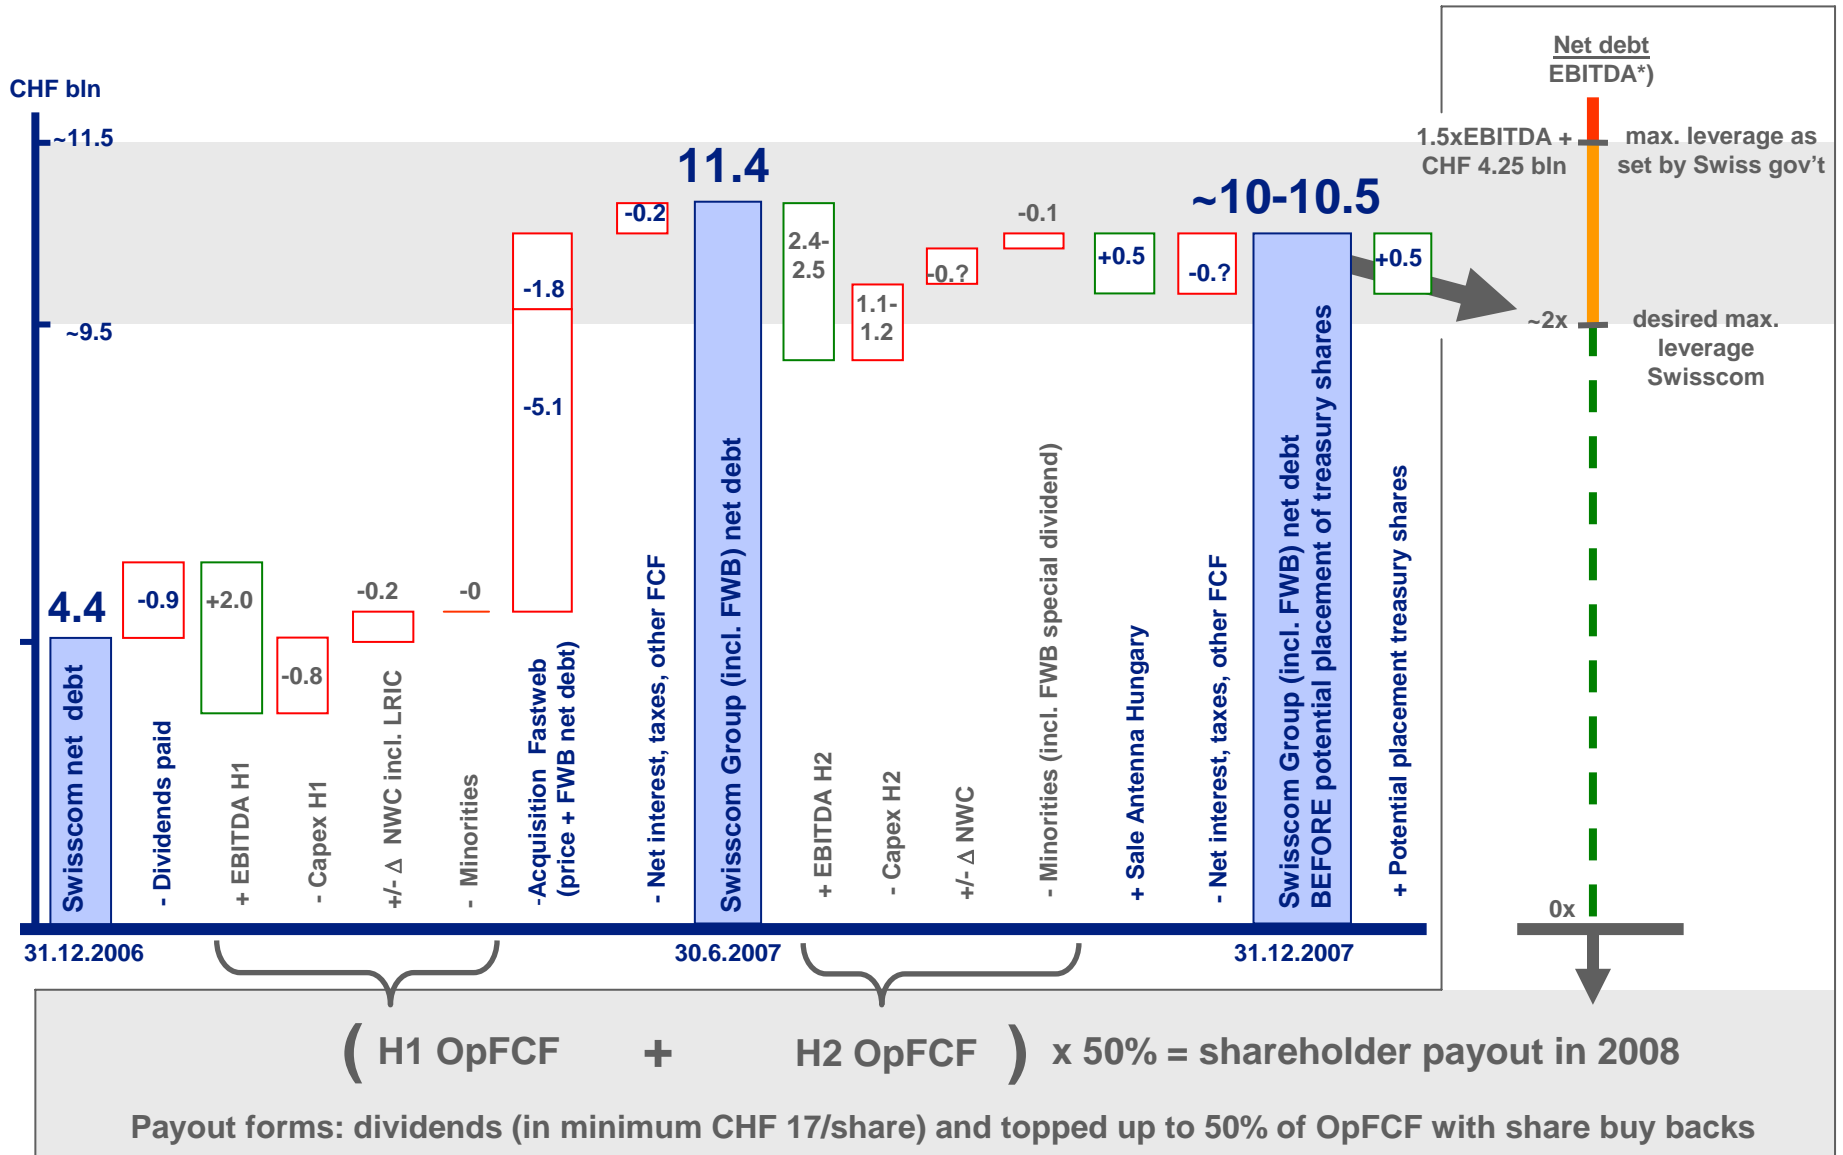 Net debt
EBITDA*)
CHF bln
~11.5
~9.5
1.5xEBITDA +
CHF 4.25 bln
max. leverage as
set by Swiss gov't
~2x
desired max.
leverage
Swisscom
0x
4.4
-0.9
+2.0
-0.8
-0.2
-0
-1.8
-5.1
-0.2
11.4
2.4-
2.5
1.1-
1.2
-0.?
-0.1
+0.5
-0.?
~10-10.5
+0.5
Swisscom net debt
- Dividends paid
+ EBITDA H1
- Capex H1
+/- Δ NWC incl. LRIC
- Minorities
-Acquisition Fastweb
(price + FWB net debt)
- Net interest, taxes, other FCF
Swisscom Group (incl. FWB) net debt
+ EBITDA H2
- Capex H2
+/- Δ NWC
- Minorities (incl. FWB special dividend)
+ Sale Antenna Hungary
- Net interest, taxes, other FCF
Swisscom Group (incl. FWB) net debt
BEFORE potential placement of treasury shares
+ Potential placement treasury shares
31.12.2006
30.6.2007
31.12.2007
( H1 OpFCF + H2 OpFCF ) x 50% = shareholder payout in 2008
Payout forms: dividends (in minimum CHF 17/share) and topped up to 50% of OpFCF with share buy backs